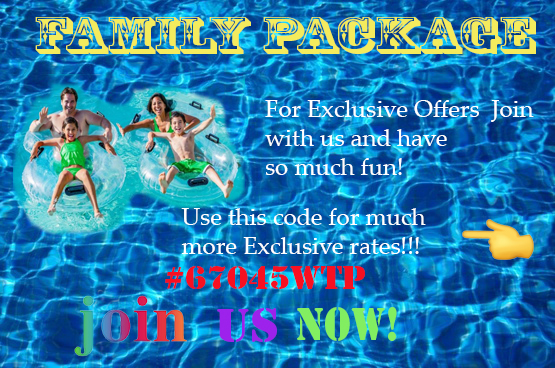 FAMILY PACKAGE
For Exclusive Offers Join
with us and have
so much fun!
Use this code for much
more Exclusive rates!!!
#67045WTP
join US NOW!